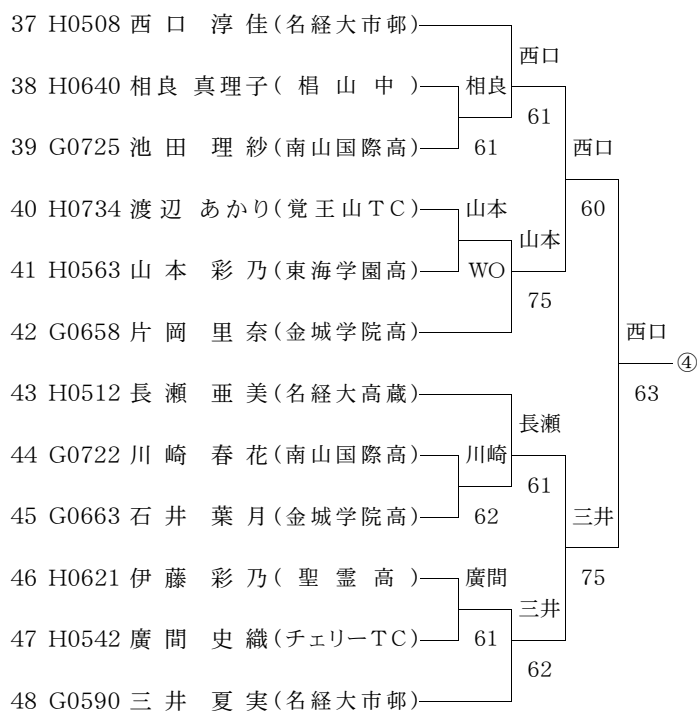 37 H0508 西口 淳佳(名経大市邨)
西口
38 H0640 相良 真理子(椙山中)
相良
61
39 G0725 池田 理紗(南山国際高)
61
西口
40 H0734 渡辺 あかり(覚王山TC)
山本
60
山本
41 H0563 山本 彩乃(東海学園高)
WO
75
42 G0658 片岡 里奈(金城学院高)
西口
④
43 H0512 長瀬 亜美(名経大高蔵)
63
長瀬
44 G0722 川崎 春花(南山国際高)
川崎
61
45 G0663 石井 葉月(金城学院高)
62
三井
46 H0621 伊藤 彩乃(聖霊高)
廣間
75
三井
47 H0542 廣間 史織(チェリーTC)
61
62
48 G0590 三井 夏実(名経大市邨)